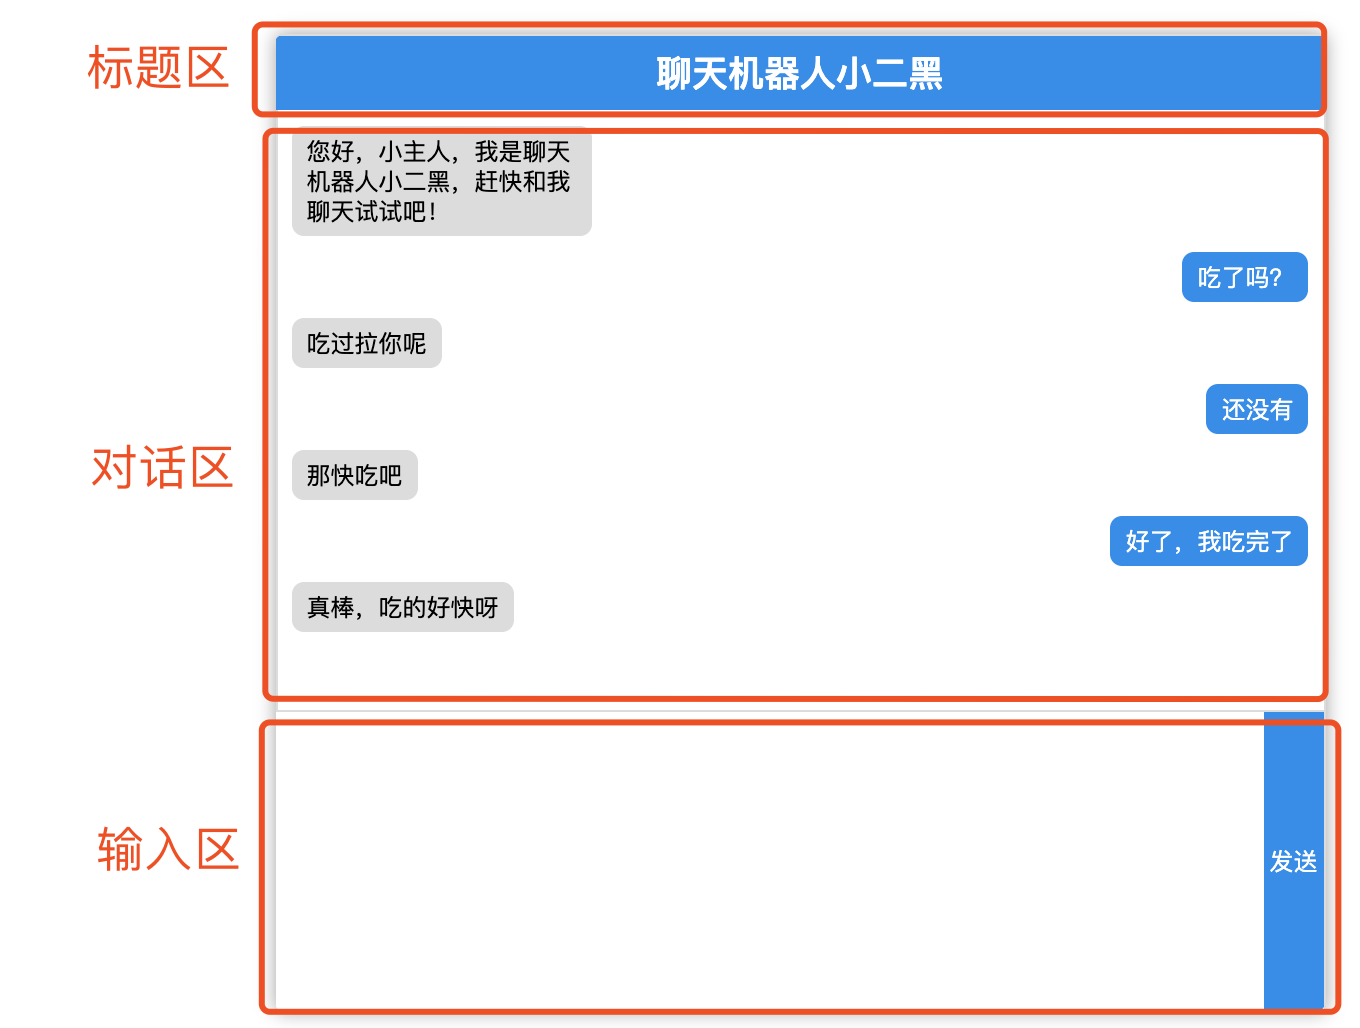 标题区
聊天机器人小二黑
您好，小主人，我是聊天
机器人小二黑，赶快和我
聊天试试吧！
吃了吗？
吃过拉你呢
还没有
对话区
那快吃吧
好了，我吃完了
真棒，吃的好快呀
输入区
发送